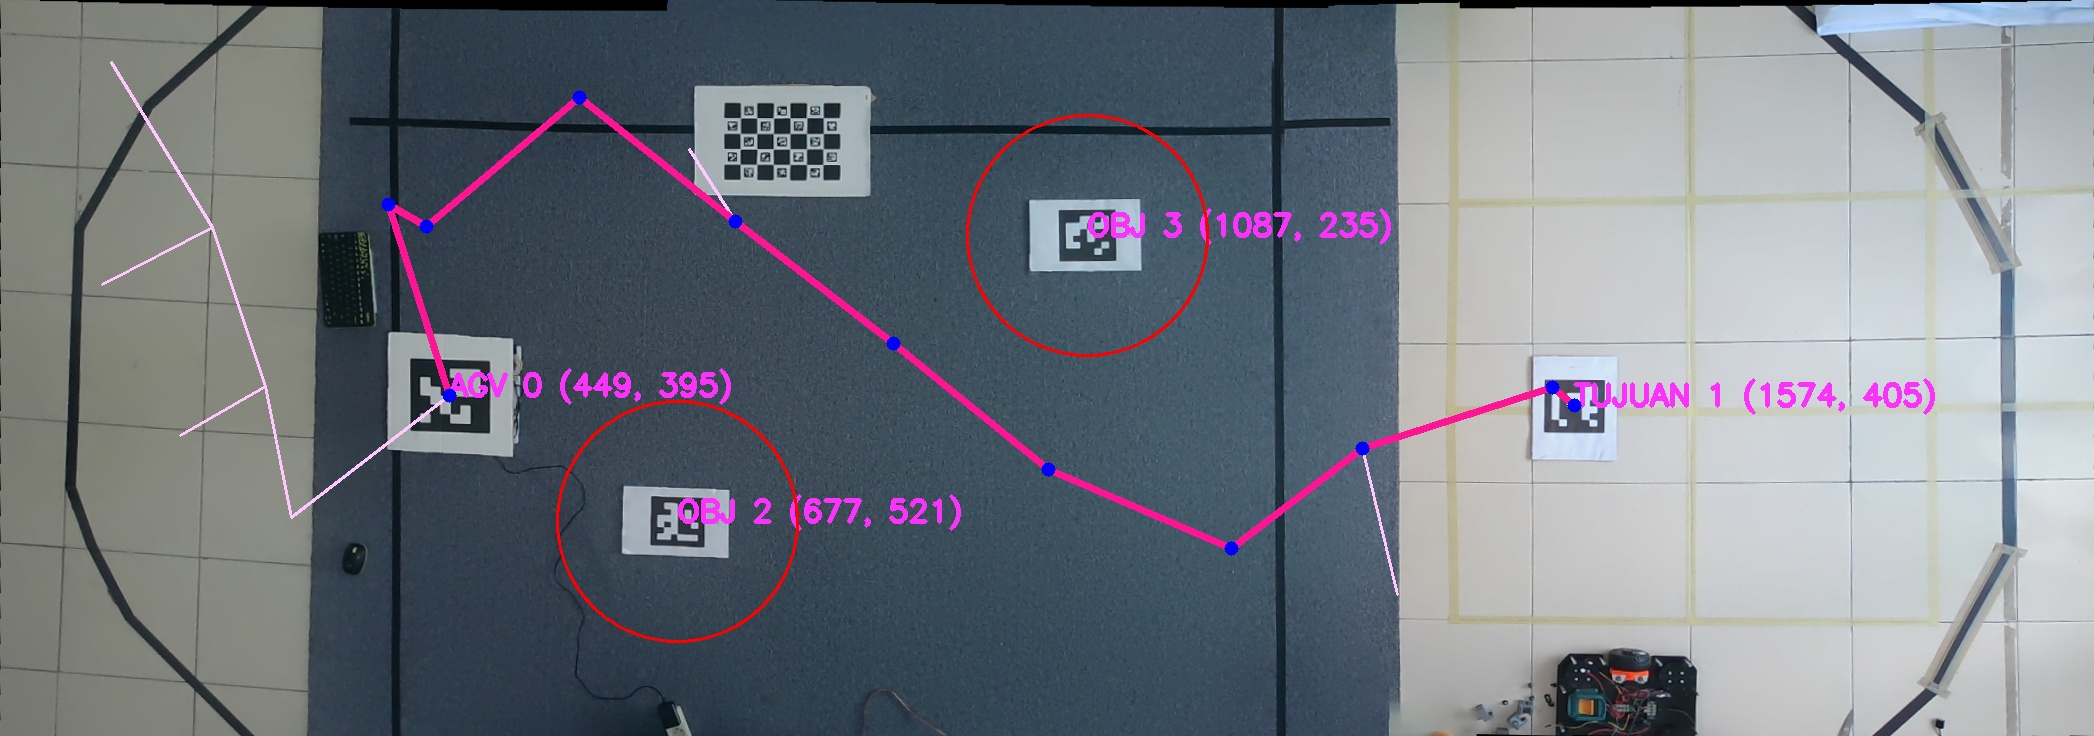 OBJ 3 (1087, 235)
AGV 0 (449, 395)
TUJUAN 1 (1574, 405)
OBJ 2 (677, 521)